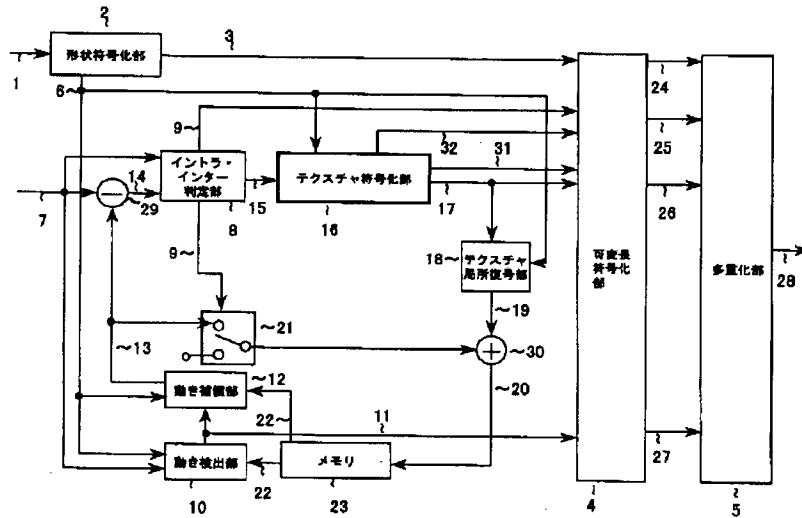 2
3
形状符号化部
1
6
24
9
32
31
25
イントラ・
インター
判定部
14
テクスチャ符号化部
7
29
8
15
16
17
26
可変長
符号化
部
多重化部
28
18
テクスチャ
局所復号部
9
19
21
30
13
12
20
動き補償部
22
11
27
動き検出部
メモリ
10
22
23
4
5